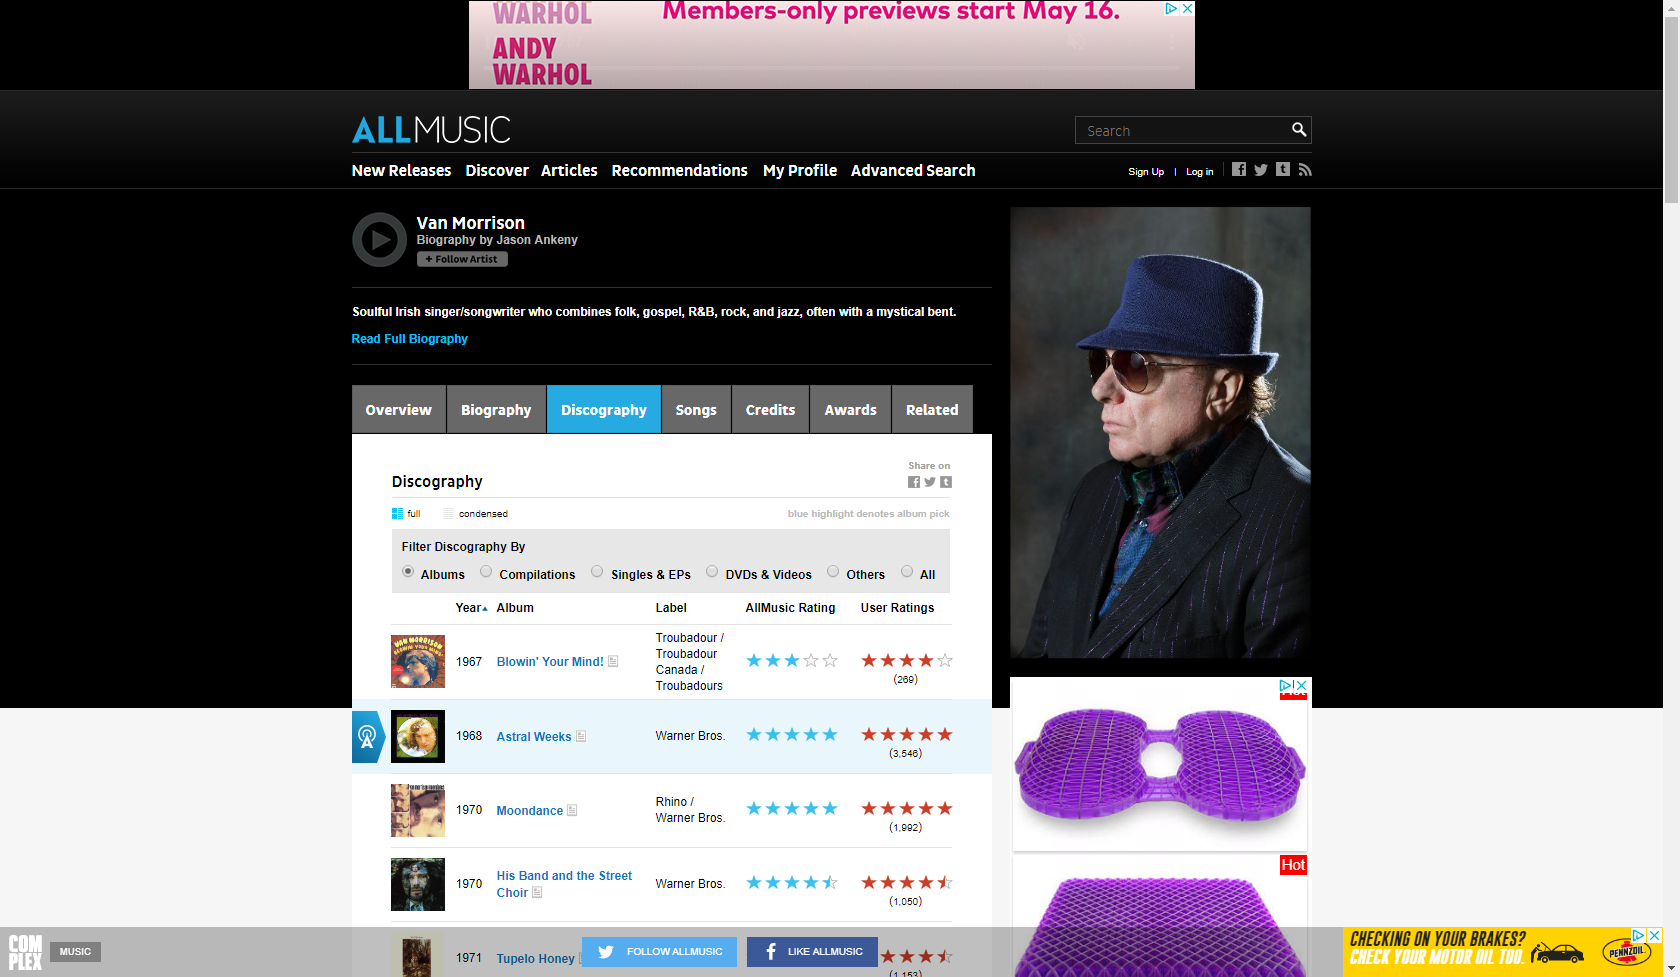 WARHOL
Members-only previews start May 16.
ANDY
WARHOL
ALLMUSIC
Search
New Releases Discover Articles Recommendations My Profile Advanced Search
Sign Up | Log in
Van Morrison
Biography by Jason Ankeny
+ Follow Artist
Soulful Irish singer/songwriter who combines folk, gospel, R&B, rock, and jazz, often with a mystical bent.
Read Full Biography
Overview Biography Discography Songs Credits Awards Related
Share on
Discography
full condensed blue highlight denotes album pick
Filter Discography By
Albums Compilations Singles & EPs DVDs & Videos Others All
Year Album Label AllMusic Rating User Ratings
1967 Blowin' Your Mind! Troubadour /
Troubadour
Canada /
Troubadours
(269)
1968 Astral Weeks Warner Bros.
(3,546)
1970 Moondance Rhino /
Warner Bros.
(1,992)
1970 His Band and the Street
Choir Warner Bros.
(1,050)
1971 Tupelo Honey
(1,153)
Hot
Hot
COM
PLEX
MUSIC
FOLLOW ALLMUSIC
LIKE ALLMUSIC
CHECKING ON YOUR BRAKES?
CHECK YOUR MOTOR OIL TOO.
PENNZOIL